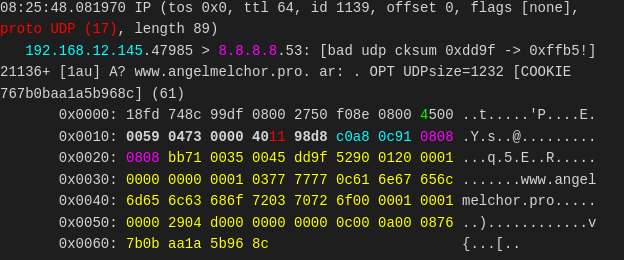 08:25:48.081970 IP (tos 0x0, ttl 64, id 1139, offset 0, flags [none],
proto UDP (17), length 89)
192.168.12.145.47985 > 8.8.8.8.53: [bad udp cksum 0xdd9f -> 0xffb5!]
21136+ [1au] A? www.angelmelchor.pro. ar: . OPT UDPsize=1232 [COOKIE
767b0baa1a5b968c] (61)
0x0000: 18fd 748c 99df 0800 2750 f08e 0800 4500 ..t.....'P....E.
0x0010: 0059 0473 0000 4011 98d8 c0a8 0c91 0808 .Y.s..@.........
0x0020: 0808 bb71 0035 0045 dd9f 5290 0120 0001 ...q.5.E..R.....
0x0030: 0000 0000 0001 0377 7777 0c61 6e67 656c .......www.angel
0x0040: 6d65 6c63 686f 7203 7072 6f00 0001 0001 melchor.pro.....
0x0050: 0000 2904 d000 0000 0000 0c00 0a00 0876 ..)............v
0x0060: 7b0b aa1a 5b96 8c {...[..